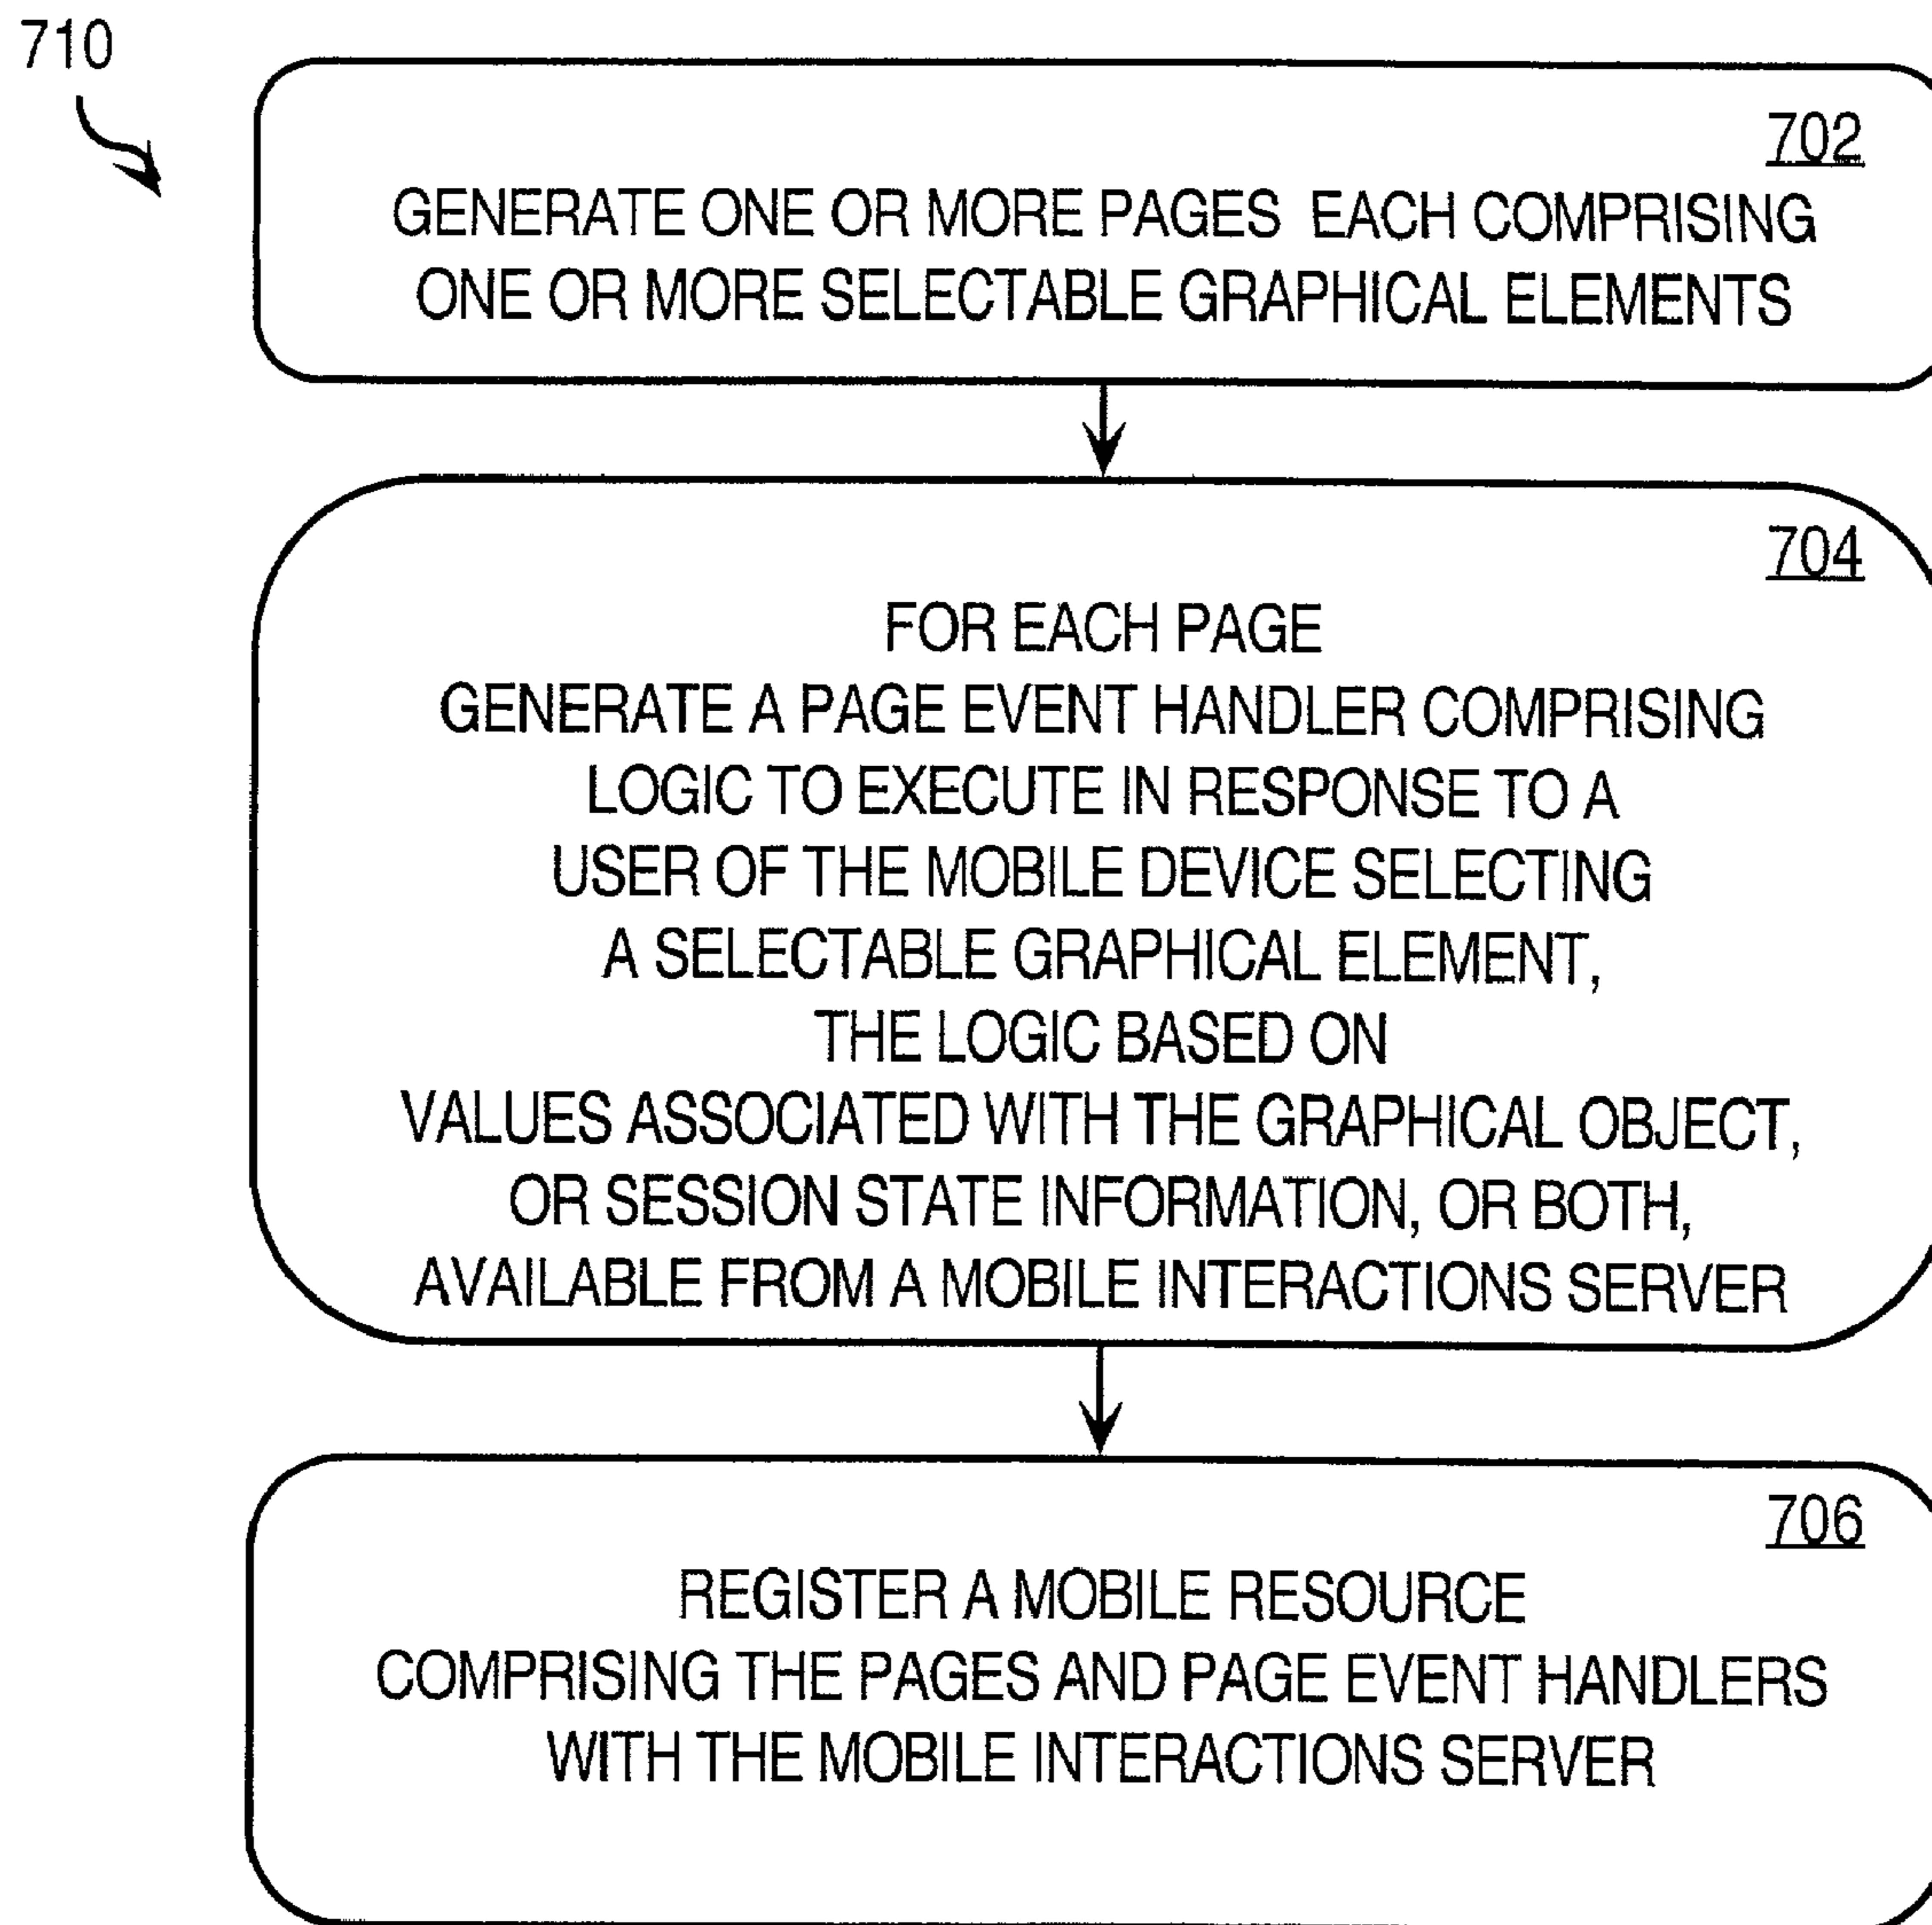 710
702
GENERATE ONE OR MORE PAGES EACH COMPRISING
ONE OR MORE SELECTABLE GRAPHICAL ELEMENTS
704
FOR EACH PAGE
GENERATE A PAGE EVENT HANDLER COMPRISING
LOGIC TO EXECUTE IN RESPONSE TO A
USER OF THE MOBILE DEVICE SELECTING
A SELECTABLE GRAPHICAL ELEMENT,
THE LOGIC BASED ON
VALUES ASSOCIATED WITH THE GRAPHICAL OBJECT,
OR SESSION STATE INFORMATION, OR BOTH,
AVAILABLE FROM A MOBILE INTERACTIONS SERVER
706
REGISTER A MOBILE RESOURCE
COMPRISING THE PAGES AND PAGE EVENT HANDLERS
WITH THE MOBILE INTERACTIONS SERVER